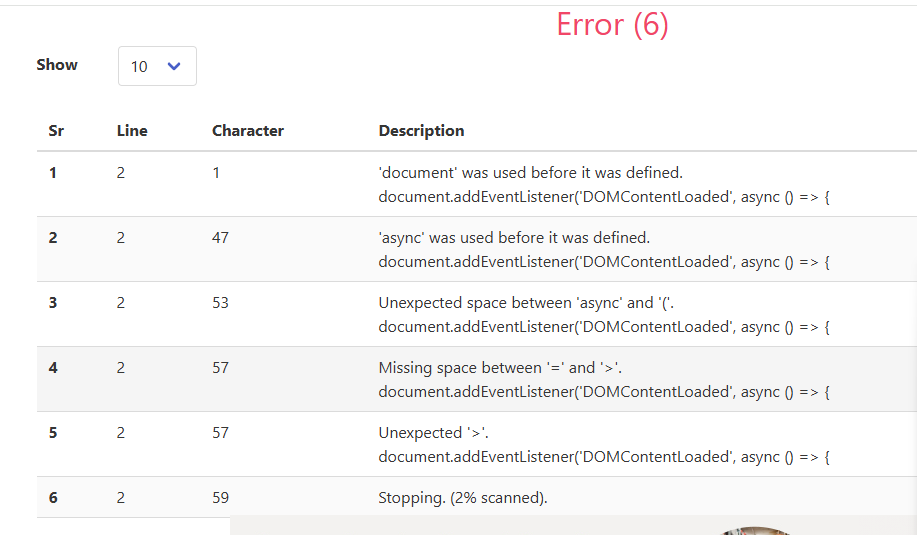 Error (6)
Show 10
Sr Line Character Description
1 2 1 'document' was used before it was defined.
document.addEventListener('DOMContentLoaded', async () => {
2 2 47 'async' was used before it was defined.
document.addEventListener('DOMContentLoaded', async () => {
3 2 53 Unexpected space between 'async' and '('.
document.addEventListener('DOMContentLoaded', async () => {
4 2 57 Missing space between '=' and '>'.
document.addEventListener('DOMContentLoaded', async () => {
5 2 57 Unexpected '>'.
document.addEventListener('DOMContentLoaded', async () => {
6 2 59 Stopping. (2% scanned).